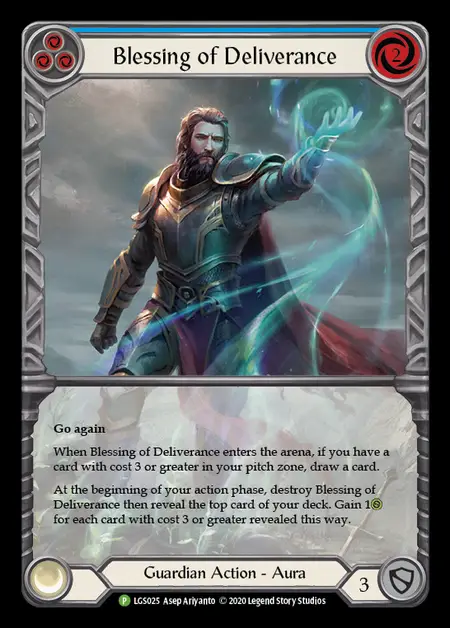 Blessing of Deliverance
2
Go again
When Blessing of Deliverance enters the arena, if you have a
card with cost 3 or greater in your pitch zone, draw a card.
At the beginning of your action phase, destroy Blessing of
Deliverance then reveal the top card of your deck. Gain 1
for each card with cost 3 or greater revealed this way.
Guardian Action - Aura
3
P LGS025 Asep Ariyanto © 2020 Legend Story Studios